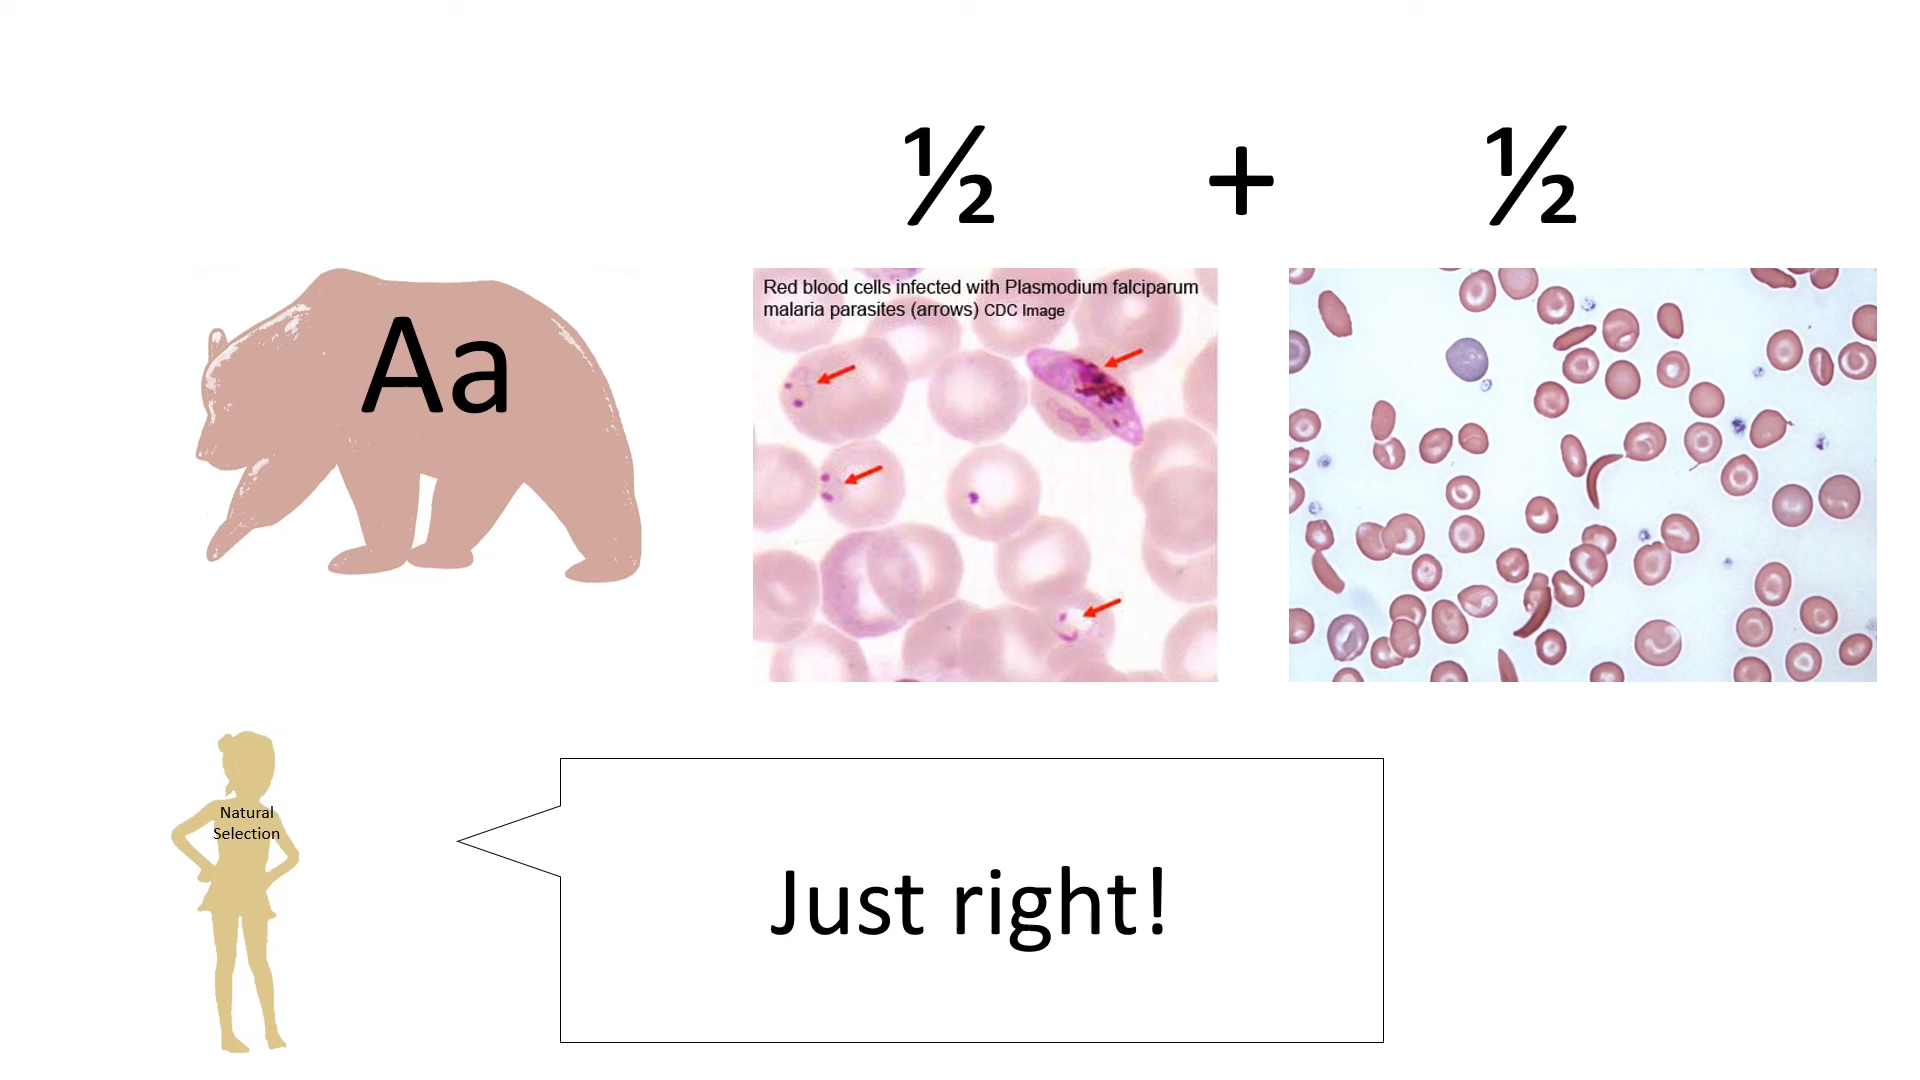 ½ + ½
Red blood cells infected with Plasmodium falciparum
malaria parasites (arrows) CDC Image
Aa
Natural
Selection
Just right!